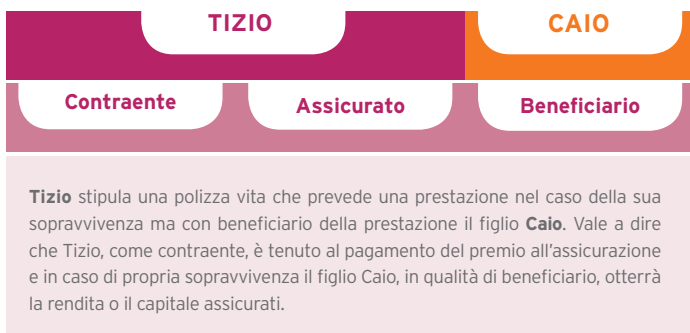 TIZIO CAIO
Contraente Assicurato Beneficiario
Tizio stipula una polizza vita che prevede una prestazione nel caso della sua
sopravvivenza ma con beneficiario della prestazione il figlio Caio. Vale a dire
che Tizio, come contraente, è tenuto al pagamento del premio all'assicurazione
e in caso di propria sopravvivenza il figlio Caio, in qualità di beneficiario, otterrà
la rendita o il capitale assicurati.